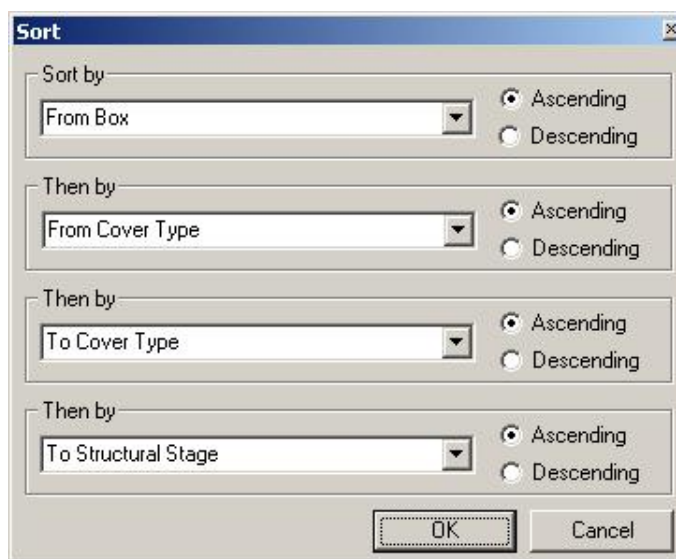 Sort
Sort by
From Box
Ascending
Descending
Then by
From Cover Type
Ascending
Descending
Then by
To Cover Type
Ascending
Descending
Then by
To Structural Stage
Ascending
Descending
OK
Cancel